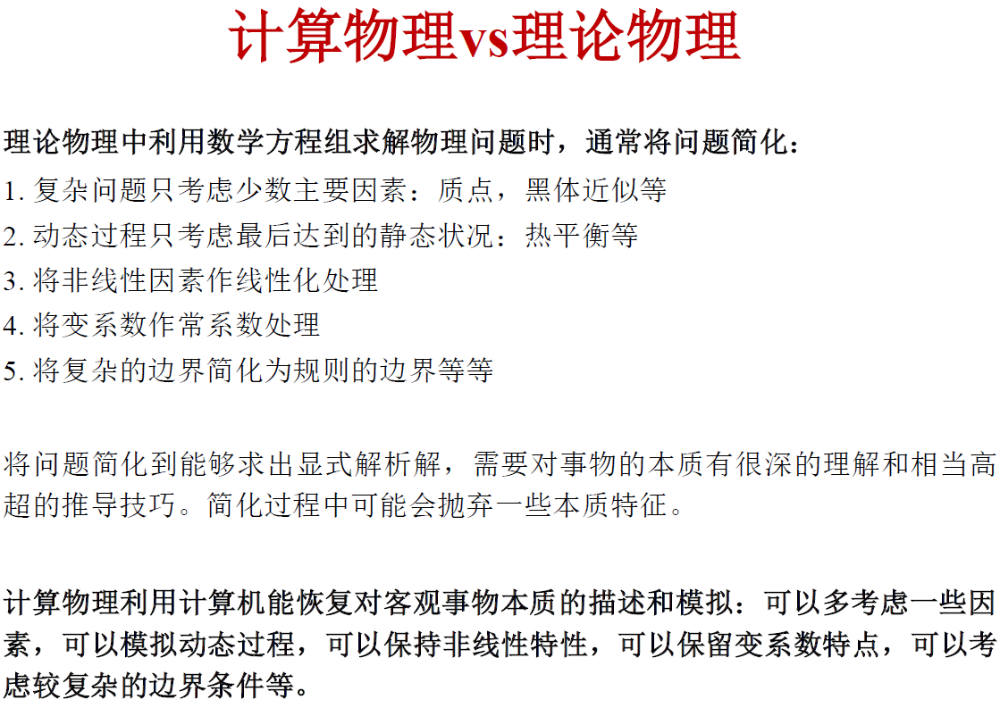 计算物理vs理论物理
理论物理中利用数学方程组求解物理问题时，通常将问题简化：
1. 复杂问题只考虑少数主要因素：质点，黑体近似等
2. 动态过程只考虑最后达到的静态状况：热平衡等
3. 将非线性因素作线性化处理
4. 将变系数作常系数处理
5. 将复杂的边界简化为规则的边界等等
将问题简化到能够求出显式解析解，需要对事物的本质有很深的理解和相当高
超的推导技巧。简化过程中可能会抛弃一些本质特征。
计算物理利用计算机能恢复对客观事物本质的描述和模拟：可以多考虑一些因
素，可以模拟动态过程，可以保持非线性特性，可以保留变系数特点，可以考
虑较复杂的边界条件等。